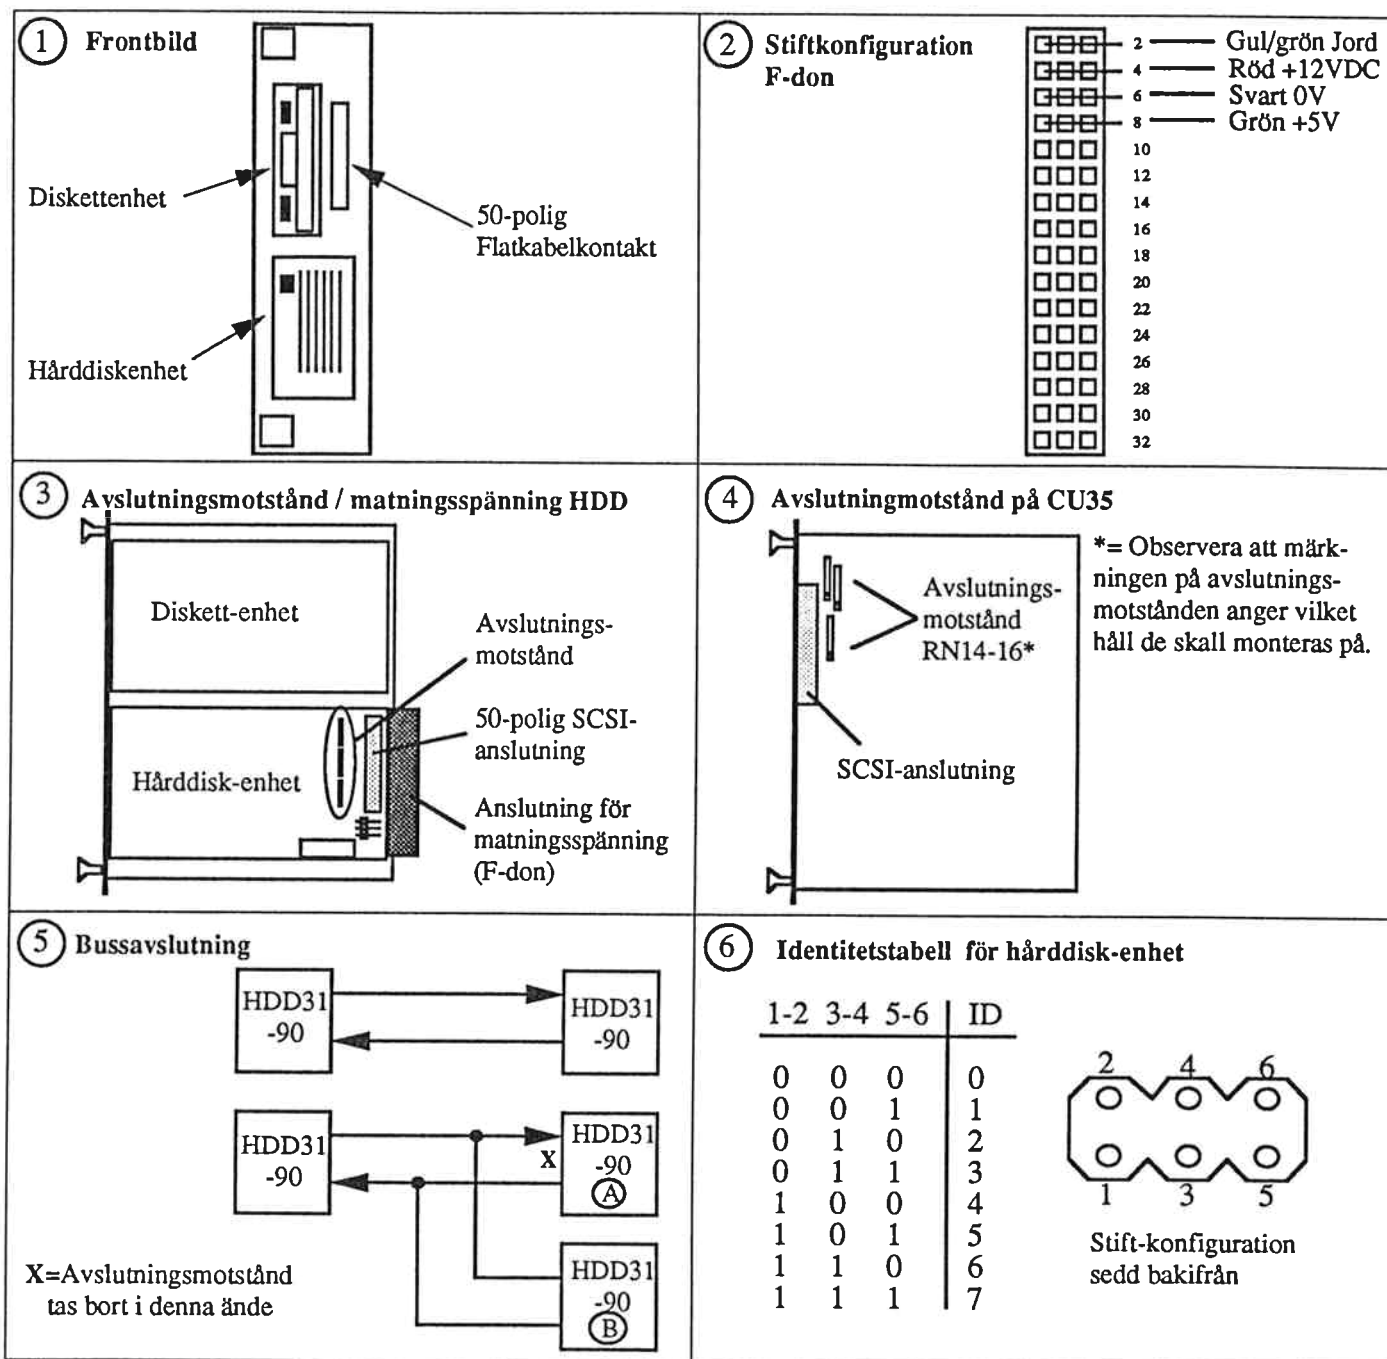 1 Frontbild
Diskettenhet
50-polig
Flatkabelkontakt
Hårddiskenhet
2 Stiftkonfiguration
F-don
2 Gul/grön Jord
4 Röd +12VDC
6 Svart 0V
8 Grön +5V
10
12
14
16
18
20
22
24
26
28
30
32
3 Avslutningsmotstånd / matningsspänning HDD
Diskett-enhet
Avslutnings-
motstånd
50-polig SCSI-
anslutning
Hårddisk-enhet
Anslutning för
matningsspänning
(F-don)
4 Avslutningmotstånd på CU35
*= Observera att märk-
ningen på avslutnings-
motstånden anger vilket
håll de skall monteras på.
Avslutnings-
motstånd
RN14-16*
SCSI-anslutning
5 Bussavslutning
HDD31
-90
HDD31
-90
HDD31
-90
X
HDD31
-90
A
HDD31
-90
B
X=Avslutningsmotstånd
tas bort i denna ände
6 Identitetstabell för hårddisk-enhet
1-2 3-4 5-6 ID
0 0 0 0
0 0 1 1
0 1 0 2
0 1 1 3
1 0 0 4
1 0 1 5
1 1 0 6
1 1 1 7
2 4 6
1 3 5
Stift-konfiguration
sedd bakifrån